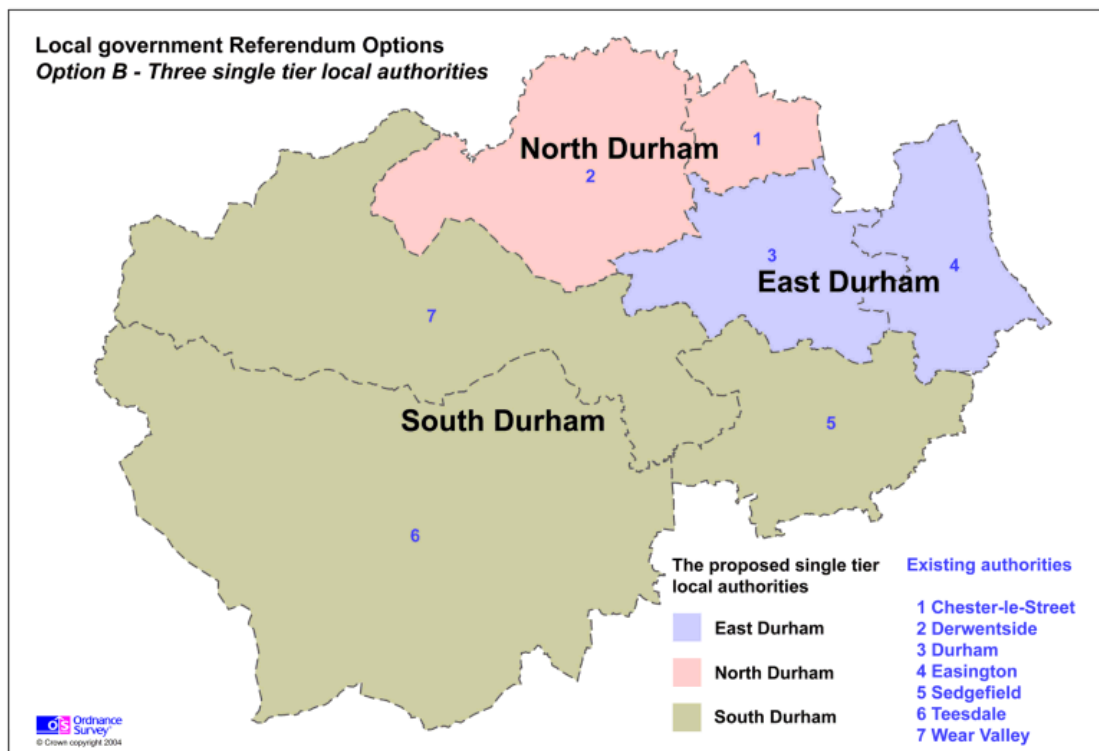 Local government Referendum Options
Option B - Three single tier local authorities
North Durham
1
2
3
East Durham
4
7
South Durham
5
6
The proposed single tier
local authorities
East Durham
North Durham
South Durham
Existing authorities
1 Chester-le-Street
2 Derwentside
3 Durham
4 Easington
5 Sedgefield
6 Teesdale
7 Wear Valley
OS Ordnance
Survey®
© Crown copyright 2004